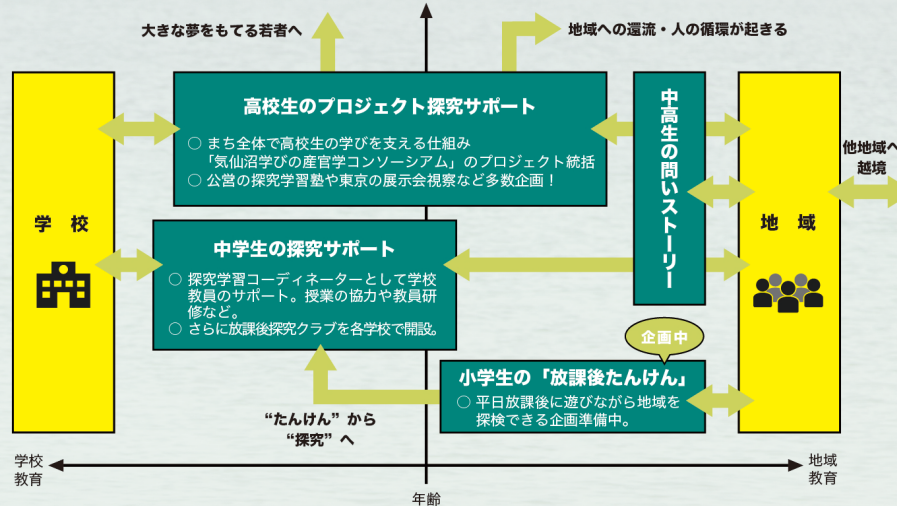 大きな夢をもてる若者へ
地域への還流・人の循環が起きる
高校生のプロジェクト探究サポート
○ まち全体で高校生の学びを支える仕組み
「気仙沼学びの産官学コンソーシアム」のプロジェクト統括
○ 公営の探究学習塾や東京の展示会視察など多数企画！
中高生の問いストーリー
他地域へ
越境
学 校
地 域
中学生の探究サポート
○ 探究学習コーディネーターとして学校
教員のサポート。授業の協力や教員研
修など。
○ さらに放課後探究クラブを各学校で開設。
企画中
小学生の「放課後たんけん」
○ 平日放課後に遊びながら地域を
探検できる企画準備中。
“たんけん” から
“探究” へ
学校
教育
地域
教育
年齢